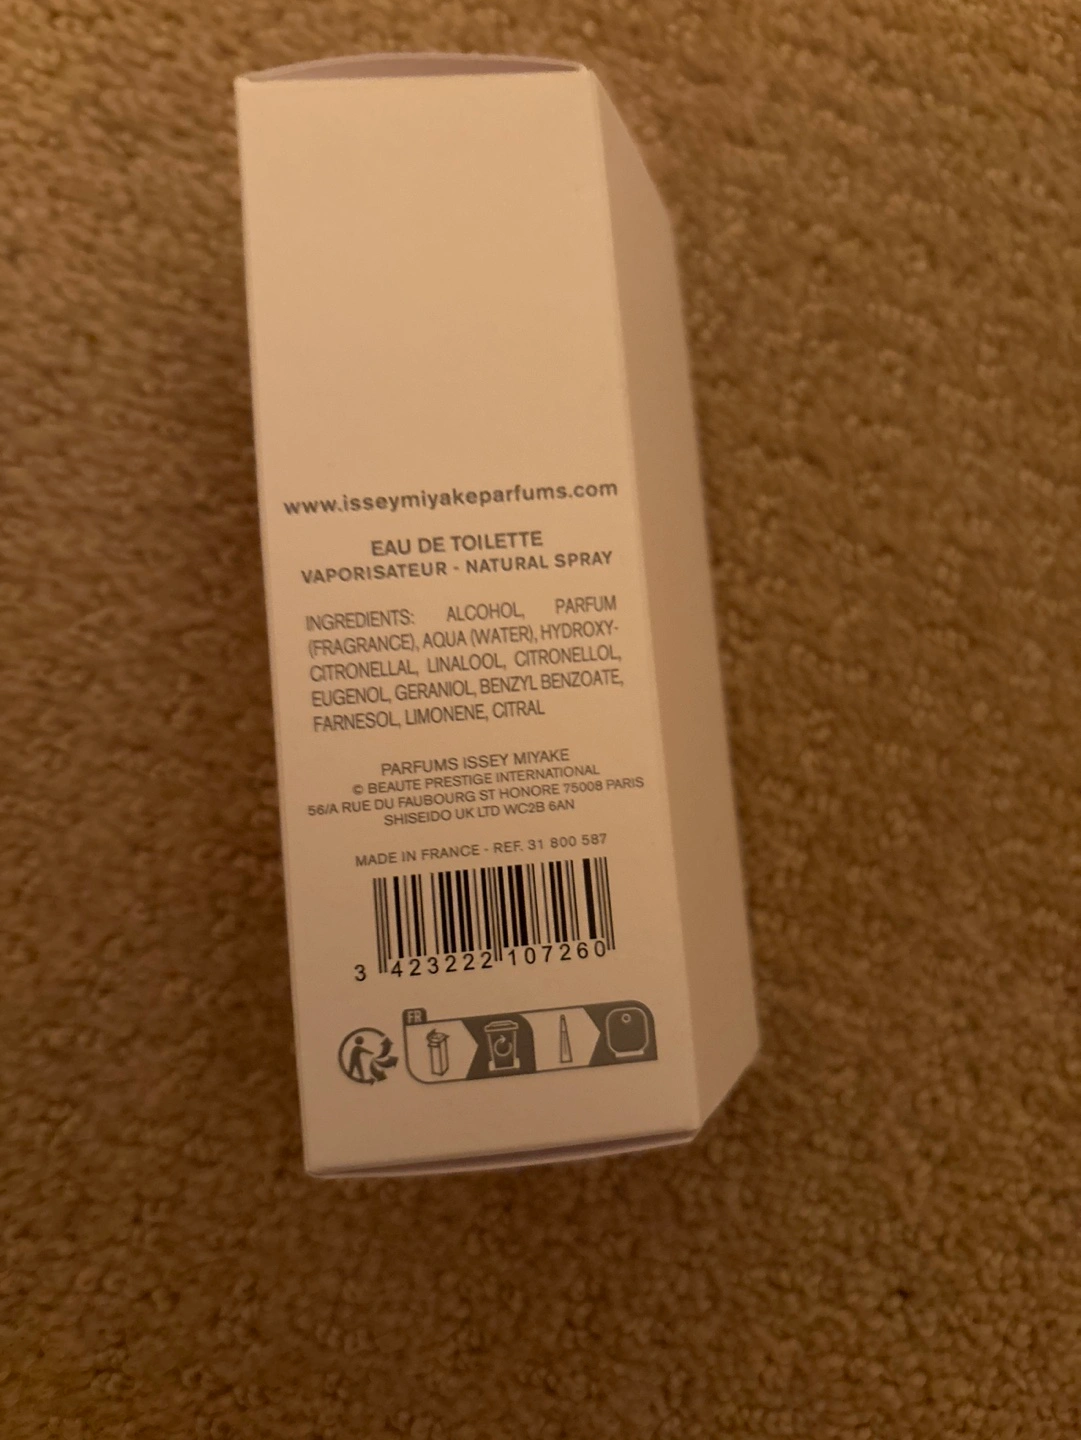 www.isseymiyakeparfums.com
EAU DE TOILETTE
VAPORISATEUR - NATURAL SPRAY
INGREDIENTS: ALCOHOL, PARFUM
(FRAGRANCE), AQUA (WATER), HYDROXY-
CITRONELLAL, LINALOOL, CITRONELLOL,
EUGENOL, GERANIOL, BENZYL BENZOATE,
FARNESOL, LIMONENE, CITRAL
PARFUMS ISSEY MIYAKE
© BEAUTE PRESTIGE INTERNATIONAL
56/A RUE DU FAUBOURG ST HONORE 75008 PARIS
SHISEIDO UK LTD WC2B 6AN
MADE IN FRANCE - REF. 31 800 587
3 423222 107260
FR